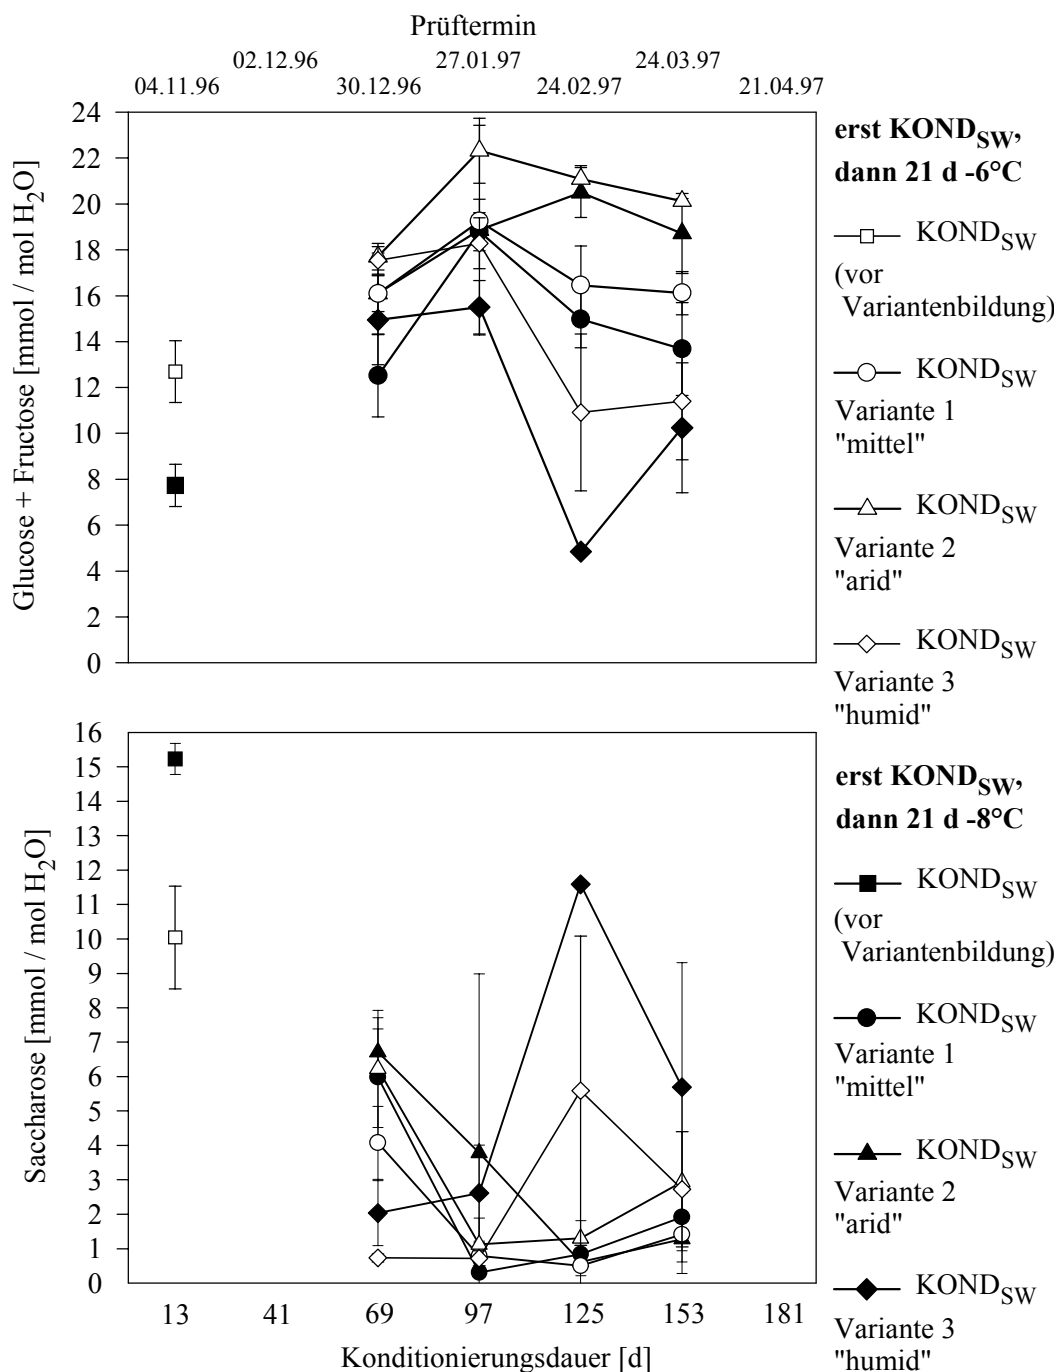 Prüftermin
02.12.96 27.01.97 24.03.97
04.11.96 30.12.96 24.02.97 21.04.97
Glucose + Fructose [mmol / mol H2O]
24
22
20
18
16
14
12
10
8
6
4
2
0
erst KONDSW,
dann 21 d -6°C
KONDSW
(vor
Variantenbildung)
KONDSW
Variante 1
"mittel"
KONDSW
Variante 2
"arid"
KONDSW
Variante 3
"humid"
Saccharose [mmol / mol H2O]
16
15
14
13
12
11
10
9
8
7
6
5
4
3
2
1
0
13 41 69 97 125 153 181
Konditionierungsdauer [d]
erst KONDSW,
dann 21 d -8°C
KONDSW
(vor
Variantenbildung)
KONDSW
Variante 1
"mittel"
KONDSW
Variante 2
"arid"
KONDSW
Variante 3
"humid"